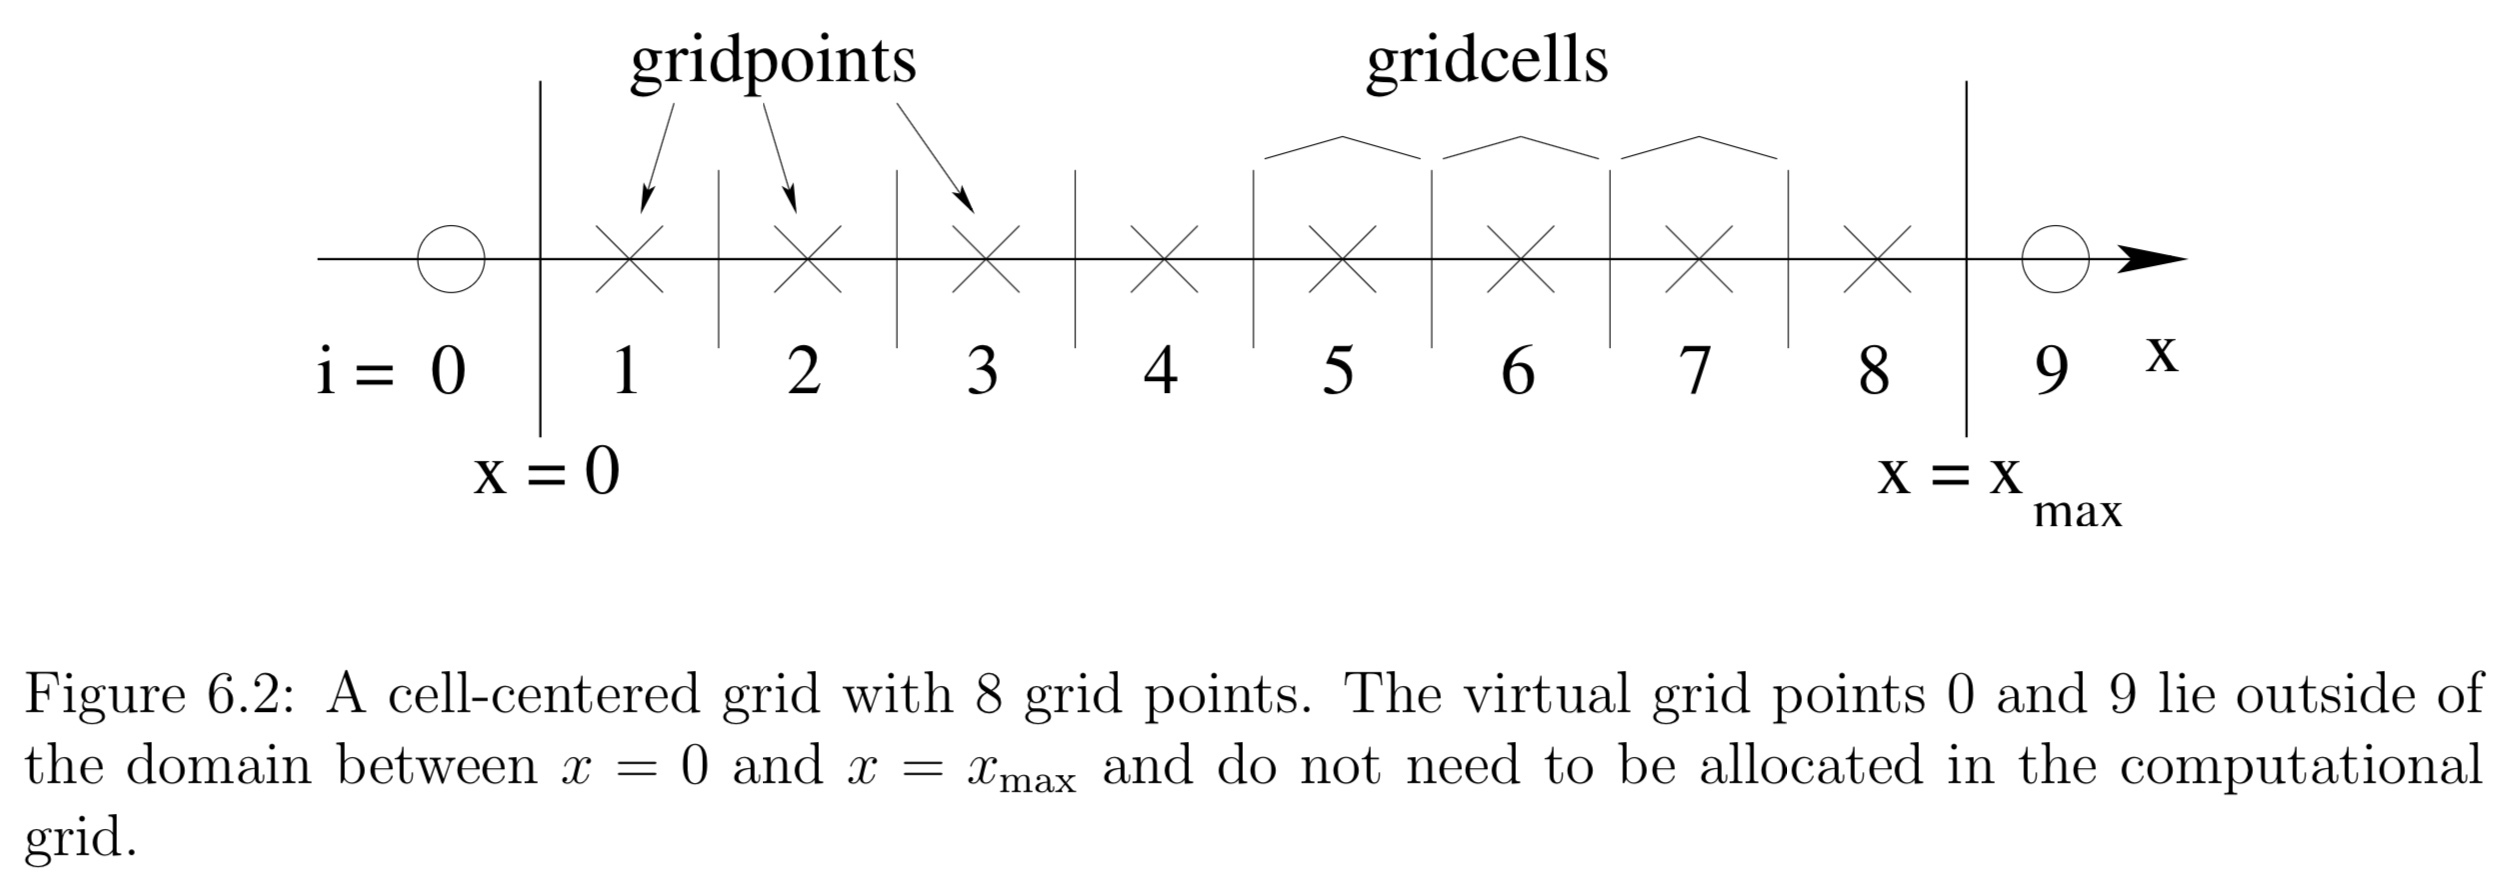 gridpoints gridcells
i = 0 1 2 3 4 5 6 7 8 9 x
x = 0 x = x max
Figure 6.2: A cell-centered grid with 8 grid points. The virtual grid points 0 and 9 lie outside of
the domain between x = 0 and x = xmax and do not need to be allocated in the computational
grid.